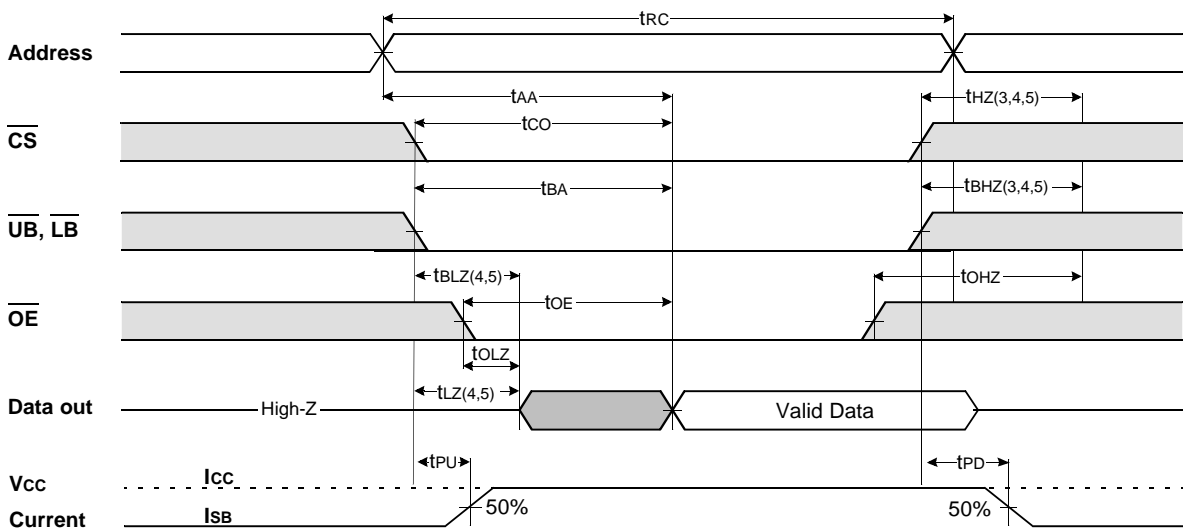 tRC
Address
tAA
tHZ(3,4,5)
tCO
CS
tBA
tBHZ(3,4,5)
UB, LB
tBLZ(4,5)
tOHZ
tOE
OE
tOLZ
tLZ(4,5)
Data out
High-Z
Valid Data
tPU
tPD
VCC
ICC
50%
50%
Current
ISB